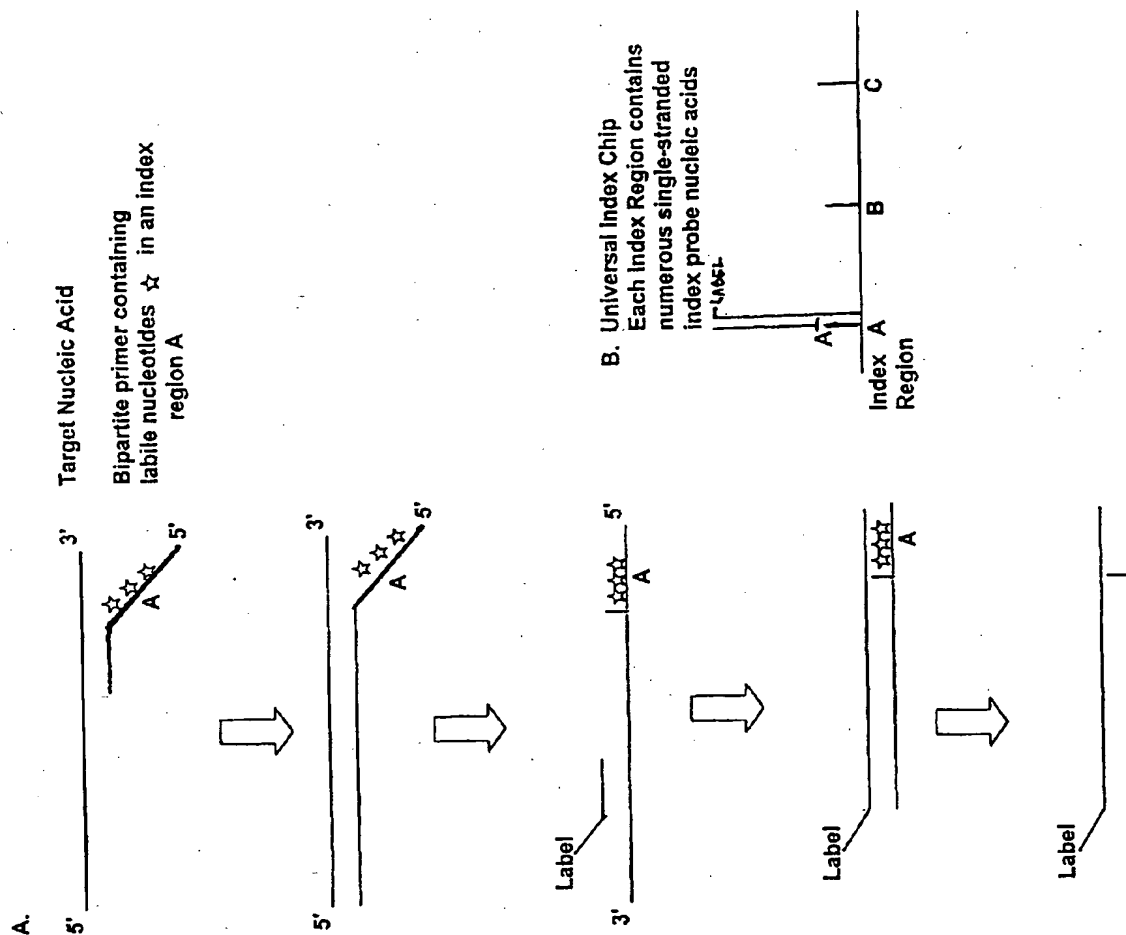 A.
5'
3'
Target Nucleic Acid
Bipartite primer containing
labile nucleotides ☆ in an index
region A
A
5'
5'
3'
A
5'
Label
3'
5'
A
Label
A
Label
B. Universal Index Chip
Each Index Region contains
numerous single-stranded
index probe nucleic acids
LABEL
A
Index A B C
Region